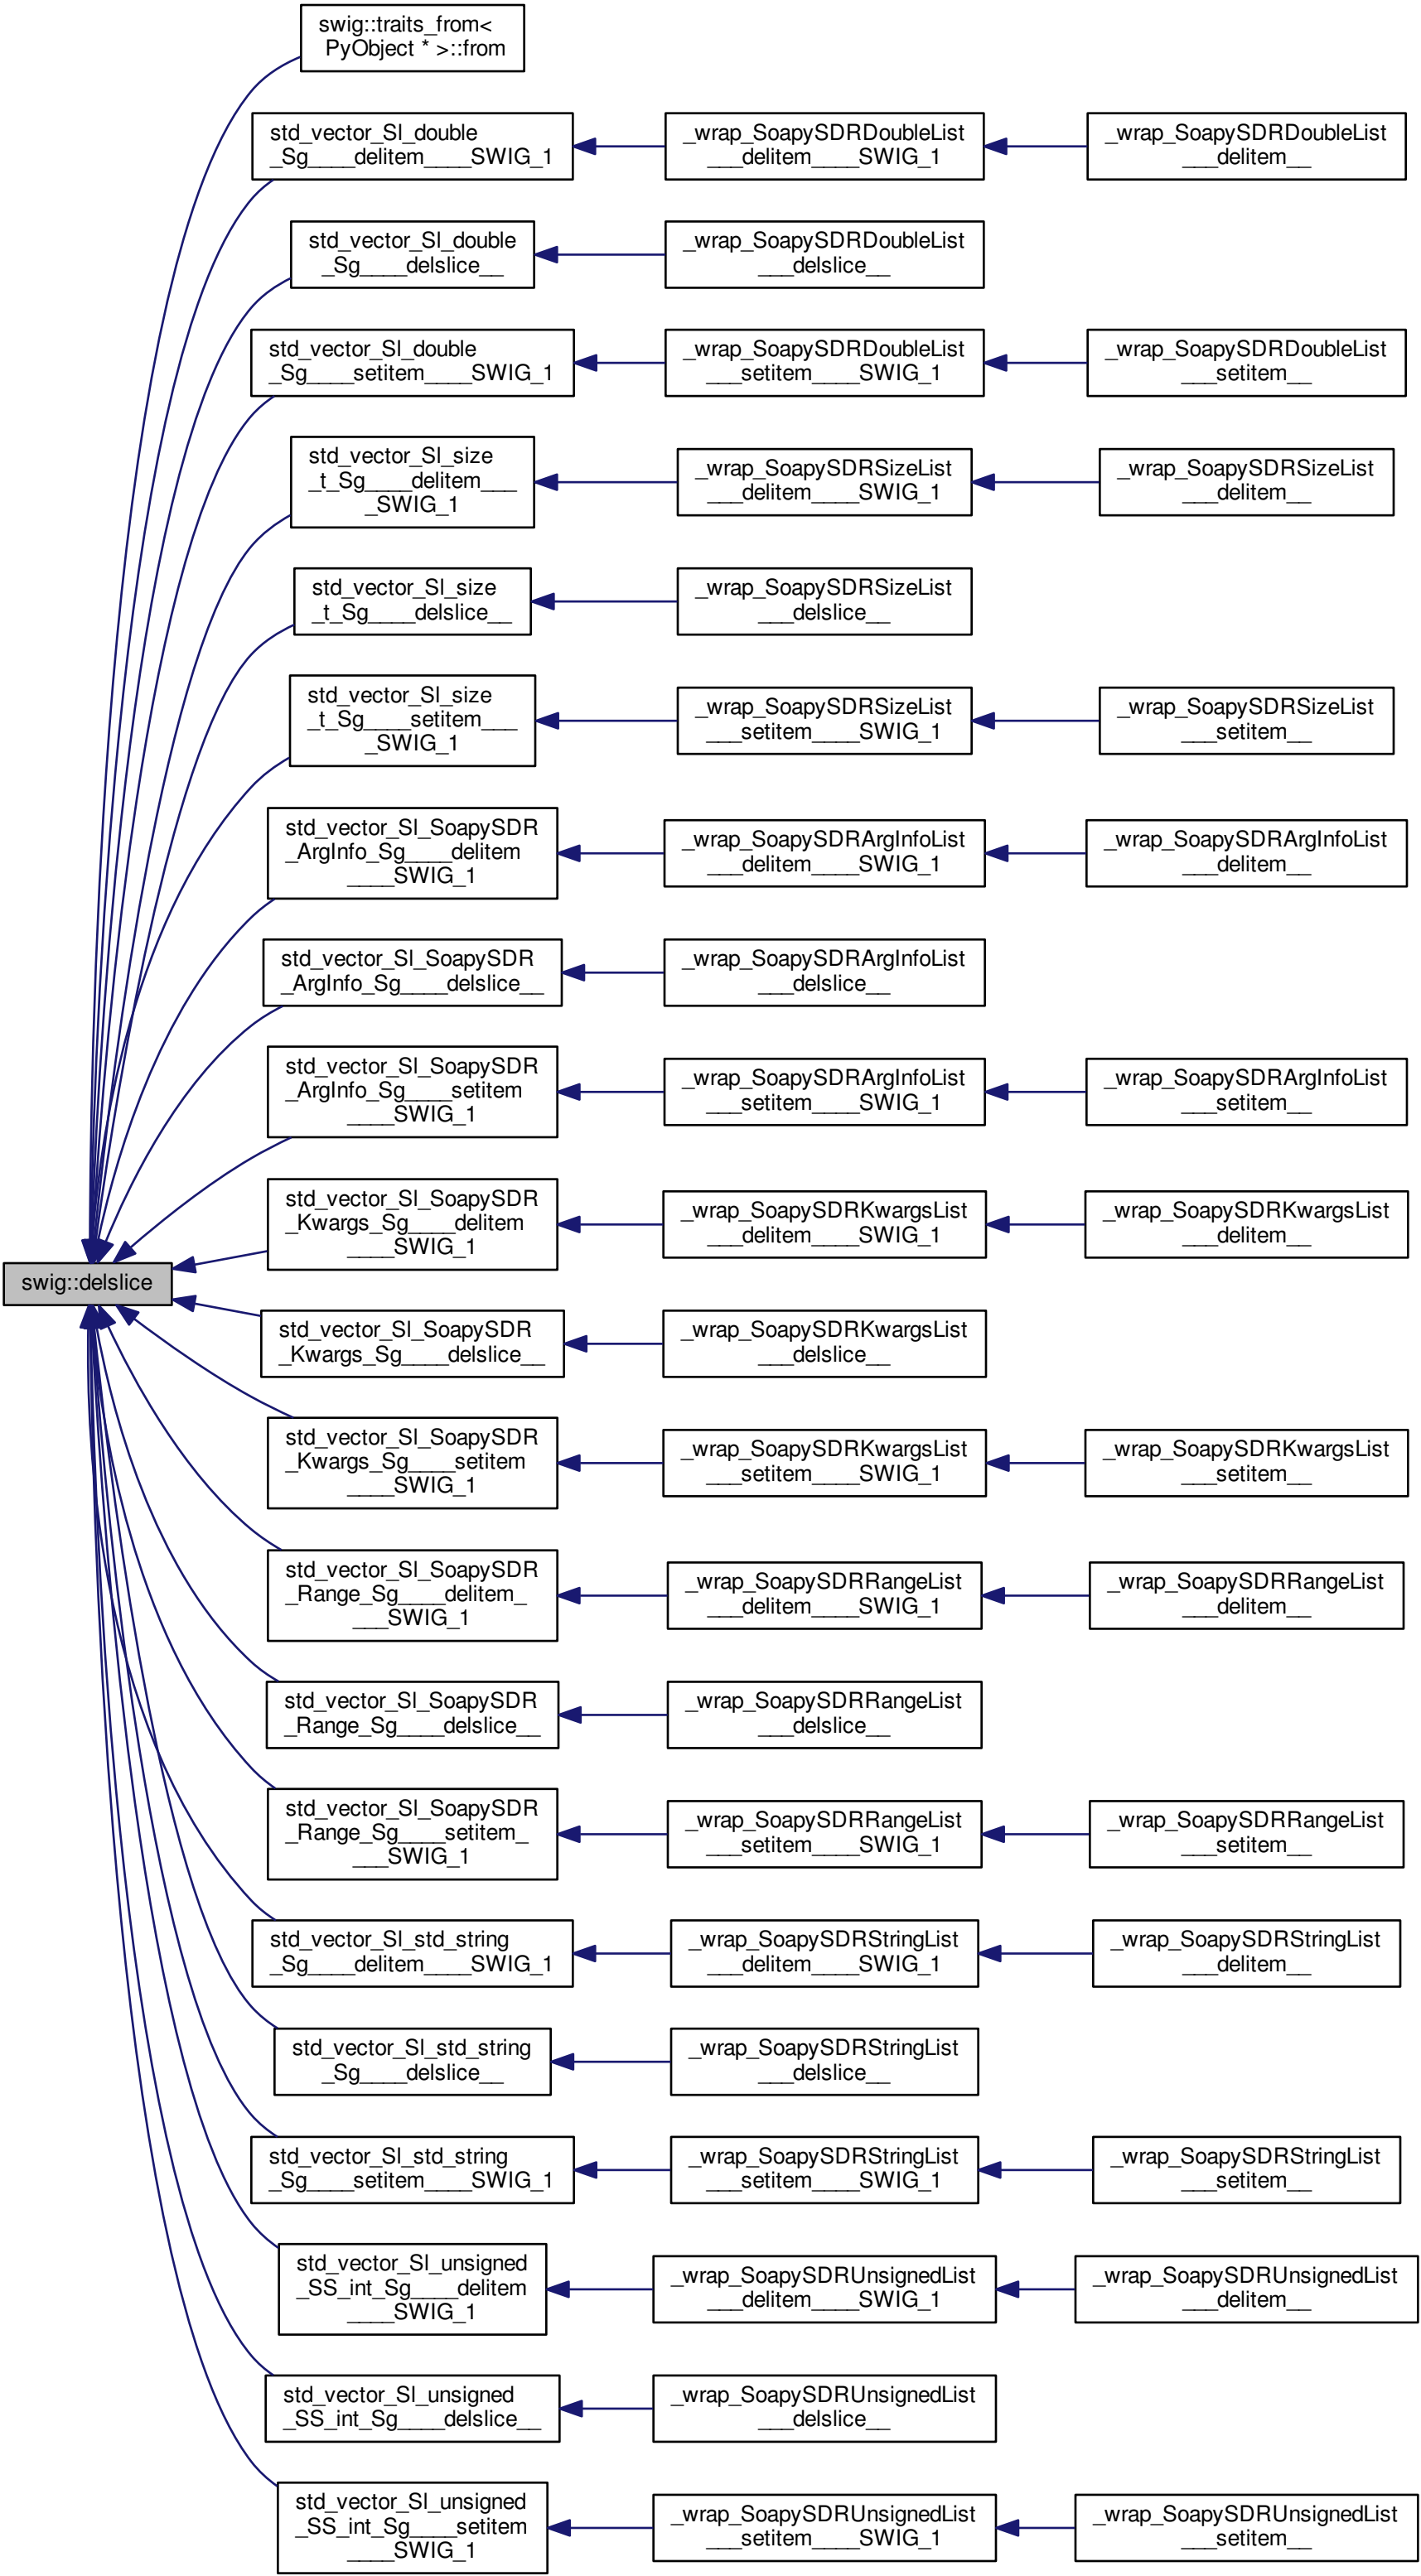 swig::traits_from<
PyObject * >::from
std_vector_Sl_double
_Sg____delitem____SWIG_1
_wrap_SoapySDRDoubleList
___delitem____SWIG_1
_wrap_SoapySDRDoubleList
___delitem__
std_vector_Sl_double
_Sg____delslice__
_wrap_SoapySDRDoubleList
___delslice__
std_vector_Sl_double
_Sg____setitem____SWIG_1
_wrap_SoapySDRDoubleList
___setitem____SWIG_1
_wrap_SoapySDRDoubleList
___setitem__
std_vector_Sl_size
_t_Sg____delitem___
_SWIG_1
_wrap_SoapySDRSizeList
___delitem____SWIG_1
_wrap_SoapySDRSizeList
___delitem__
std_vector_Sl_size
_t_Sg____delslice__
_wrap_SoapySDRSizeList
___delslice__
std_vector_Sl_size
_t_Sg____setitem___
_SWIG_1
_wrap_SoapySDRSizeList
___setitem____SWIG_1
_wrap_SoapySDRSizeList
___setitem__
std_vector_Sl_SoapySDR
_ArgInfo_Sg____delitem
____SWIG_1
_wrap_SoapySDRArgInfoList
___delitem____SWIG_1
_wrap_SoapySDRArgInfoList
___delitem__
std_vector_Sl_SoapySDR
_ArgInfo_Sg____delslice__
_wrap_SoapySDRArgInfoList
___delslice__
std_vector_Sl_SoapySDR
_ArgInfo_Sg____setitem
____SWIG_1
_wrap_SoapySDRArgInfoList
___setitem____SWIG_1
_wrap_SoapySDRArgInfoList
___setitem__
std_vector_Sl_SoapySDR
_Kwargs_Sg____delitem
____SWIG_1
_wrap_SoapySDRKwargsList
___delitem____SWIG_1
_wrap_SoapySDRKwargsList
___delitem__
swig::delslice
std_vector_Sl_SoapySDR
_Kwargs_Sg____delslice__
_wrap_SoapySDRKwargsList
___delslice__
std_vector_Sl_SoapySDR
_Kwargs_Sg____setitem
____SWIG_1
_wrap_SoapySDRKwargsList
___setitem____SWIG_1
_wrap_SoapySDRKwargsList
___setitem__
std_vector_Sl_SoapySDR
_Range_Sg____delitem_
___SWIG_1
_wrap_SoapySDRRangeList
___delitem____SWIG_1
_wrap_SoapySDRRangeList
___delitem__
std_vector_Sl_SoapySDR
_Range_Sg____delslice__
_wrap_SoapySDRRangeList
___delslice__
std_vector_Sl_SoapySDR
_Range_Sg____setitem_
___SWIG_1
_wrap_SoapySDRRangeList
___setitem____SWIG_1
_wrap_SoapySDRRangeList
___setitem__
std_vector_Sl_std_string
_Sg____delitem____SWIG_1
_wrap_SoapySDRStringList
___delitem____SWIG_1
_wrap_SoapySDRStringList
___delitem__
std_vector_Sl_std_string
_Sg____delslice__
_wrap_SoapySDRStringList
___delslice__
std_vector_Sl_std_string
_Sg____setitem____SWIG_1
_wrap_SoapySDRStringList
___setitem____SWIG_1
_wrap_SoapySDRStringList
___setitem__
std_vector_Sl_unsigned
_SS_int_Sg____delitem
____SWIG_1
_wrap_SoapySDRUnsignedList
___delitem____SWIG_1
_wrap_SoapySDRUnsignedList
___delitem__
std_vector_Sl_unsigned
_SS_int_Sg____delslice__
_wrap_SoapySDRUnsignedList
___delslice__
std_vector_Sl_unsigned
_SS_int_Sg____setitem
____SWIG_1
_wrap_SoapySDRUnsignedList
___setitem____SWIG_1
_wrap_SoapySDRUnsignedList
___setitem__